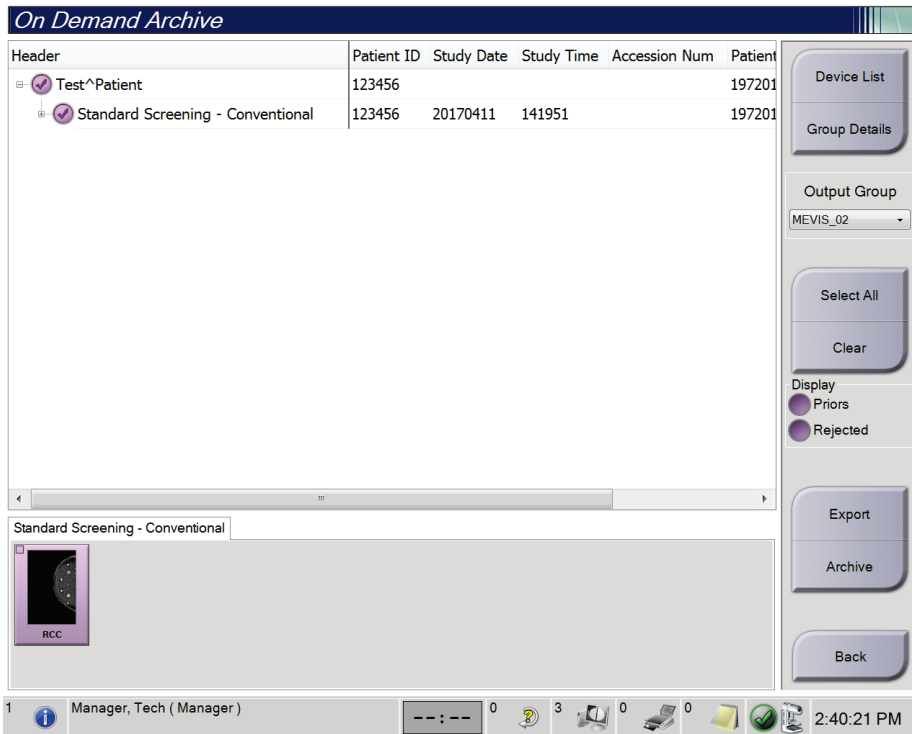 On Demand Archive
Header Patient ID Study Date Study Time Accession Num Patient
Test^Patient 123456 197201
Standard Screening - Conventional 123456 20170411 141951 197201
Device List
Group Details
Output Group
MEVIS_02
Select All
Clear
Display
Priors
Rejected
Export
Archive
Back
Standard Screening - Conventional
RCC
1 Manager, Tech ( Manager ) --:-- 0 3 0 0 2:40:21 PM